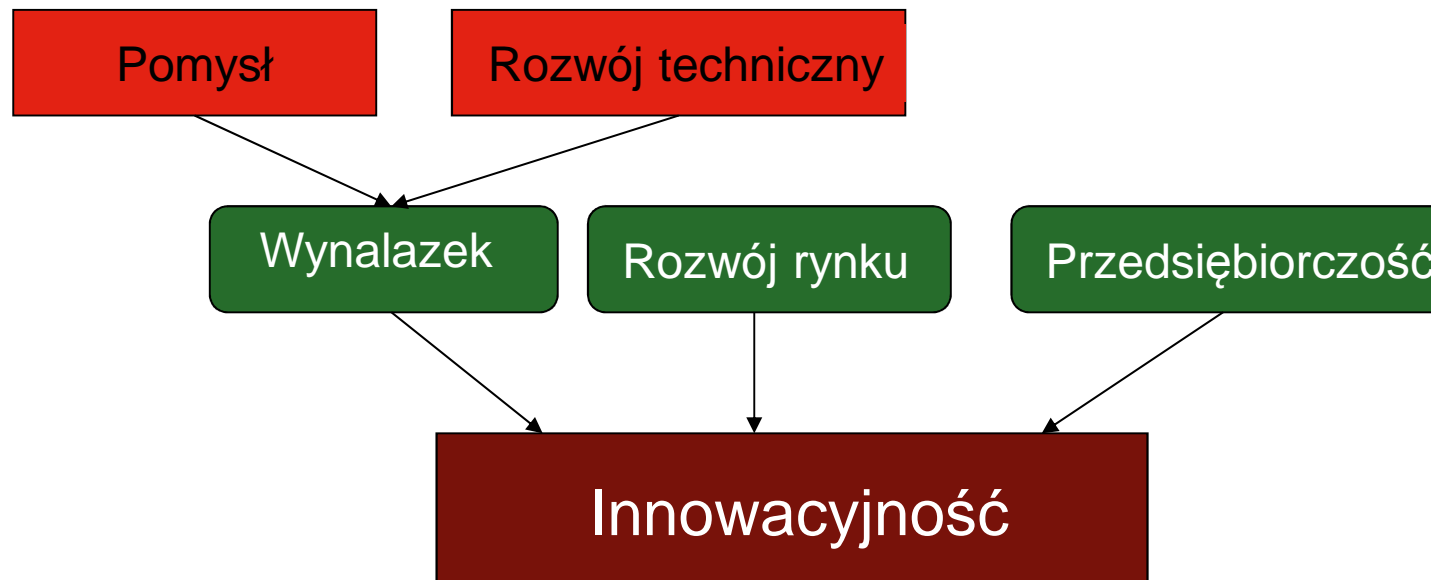 Pomysł
Rozwój techniczny
Wynalazek
Rozwój rynku
Przedsiębiorczość
Innowacyjność